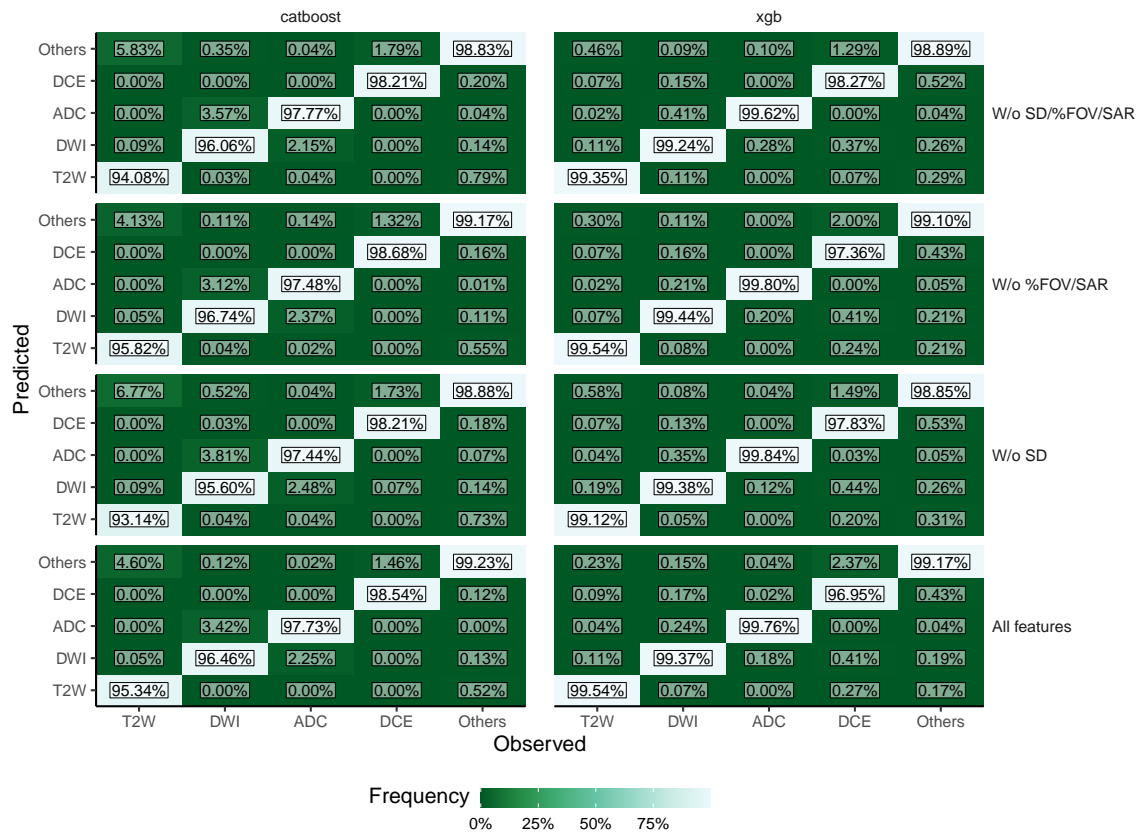 catboost xgb
Others 5.83% 0.35% 0.04% 1.79% 98.83% 0.46% 0.09% 0.10% 1.29% 98.89%
DCE 0.00% 0.00% 0.00% 98.21% 0.20% 0.07% 0.15% 0.00% 98.27% 0.52%
ADC 0.00% 3.57% 97.77% 0.00% 0.04% 0.02% 0.41% 99.62% 0.00% 0.04% W/o SD/%FOV/SAR
DWI 0.09% 96.06% 2.15% 0.00% 0.14% 0.11% 99.24% 0.28% 0.37% 0.26%
T2W 94.08% 0.03% 0.04% 0.00% 0.79% 99.35% 0.11% 0.00% 0.07% 0.29%
Others 4.13% 0.11% 0.14% 1.32% 99.17% 0.30% 0.11% 0.00% 2.00% 99.10%
DCE 0.00% 0.00% 0.00% 98.68% 0.16% 0.07% 0.16% 0.00% 97.36% 0.43%
ADC 0.00% 3.12% 97.48% 0.00% 0.01% 0.02% 0.21% 99.80% 0.00% 0.05% W/o %FOV/SAR
DWI 0.05% 96.74% 2.37% 0.00% 0.11% 0.07% 99.44% 0.20% 0.41% 0.21%
T2W 95.82% 0.04% 0.02% 0.00% 0.55% 99.54% 0.08% 0.00% 0.24% 0.21%
Predicted
Others 6.77% 0.52% 0.04% 1.73% 98.88% 0.58% 0.08% 0.04% 1.49% 98.85%
DCE 0.00% 0.03% 0.00% 98.21% 0.18% 0.07% 0.13% 0.00% 97.83% 0.53%
ADC 0.00% 3.81% 97.44% 0.00% 0.07% 0.04% 0.35% 99.84% 0.03% 0.05% W/o SD
DWI 0.09% 95.60% 2.48% 0.07% 0.14% 0.19% 99.38% 0.12% 0.44% 0.26%
T2W 93.14% 0.04% 0.04% 0.00% 0.73% 99.12% 0.05% 0.00% 0.20% 0.31%
Others 4.60% 0.12% 0.02% 1.46% 99.23% 0.23% 0.15% 0.04% 2.37% 99.17%
DCE 0.00% 0.00% 0.00% 98.54% 0.12% 0.09% 0.17% 0.02% 96.95% 0.43%
ADC 0.00% 3.42% 97.73% 0.00% 0.00% 0.04% 0.24% 99.76% 0.00% 0.04% All features
DWI 0.05% 96.46% 2.25% 0.00% 0.13% 0.11% 99.37% 0.18% 0.41% 0.19%
T2W 95.34% 0.00% 0.00% 0.00% 0.52% 99.54% 0.07% 0.00% 0.27% 0.17%
T2W DWI ADC DCE Others T2W DWI ADC DCE Others
Observed
Frequency
0% 25% 50% 75%